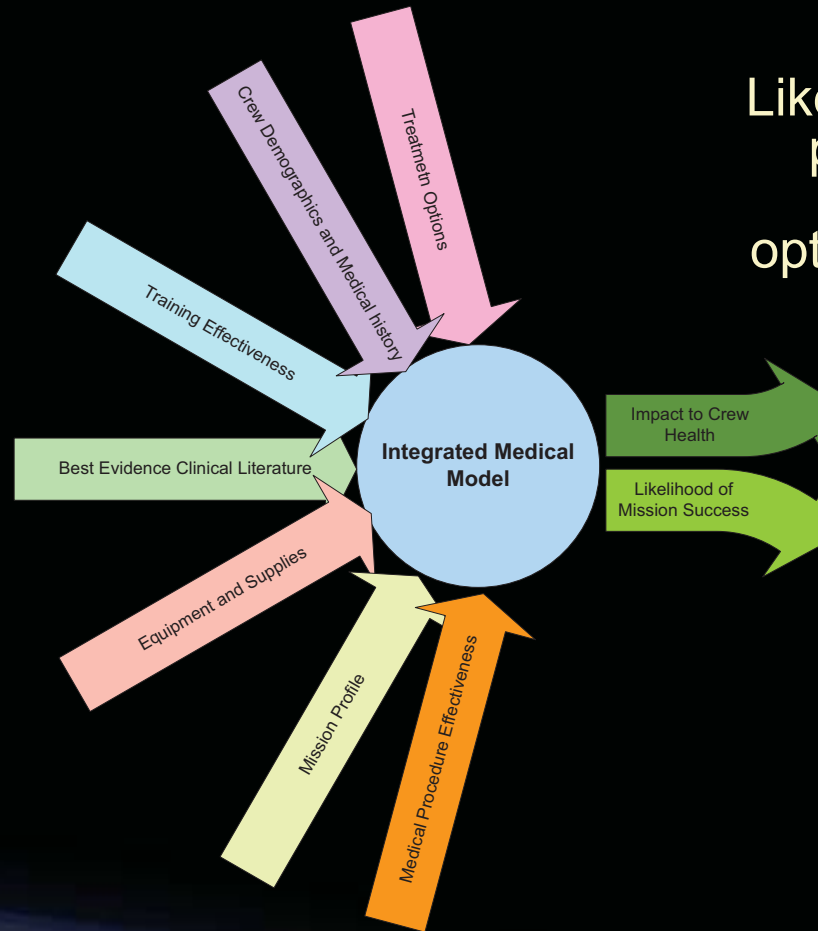 Treatmetn Options
Crew Demographics and Medical history
Training Effectiveness
Best Evidence Clinical Literature
Equipment and Supplies
Mission Profile
Medical Procedure Effectiveness
Integrated Medical
Model
Impact to Crew
Health
Likelihood of
Mission Success